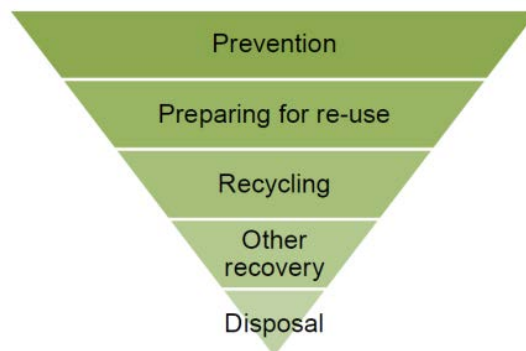 Prevention
Preparing for re-use
Recycling
Other
recovery
Disposal